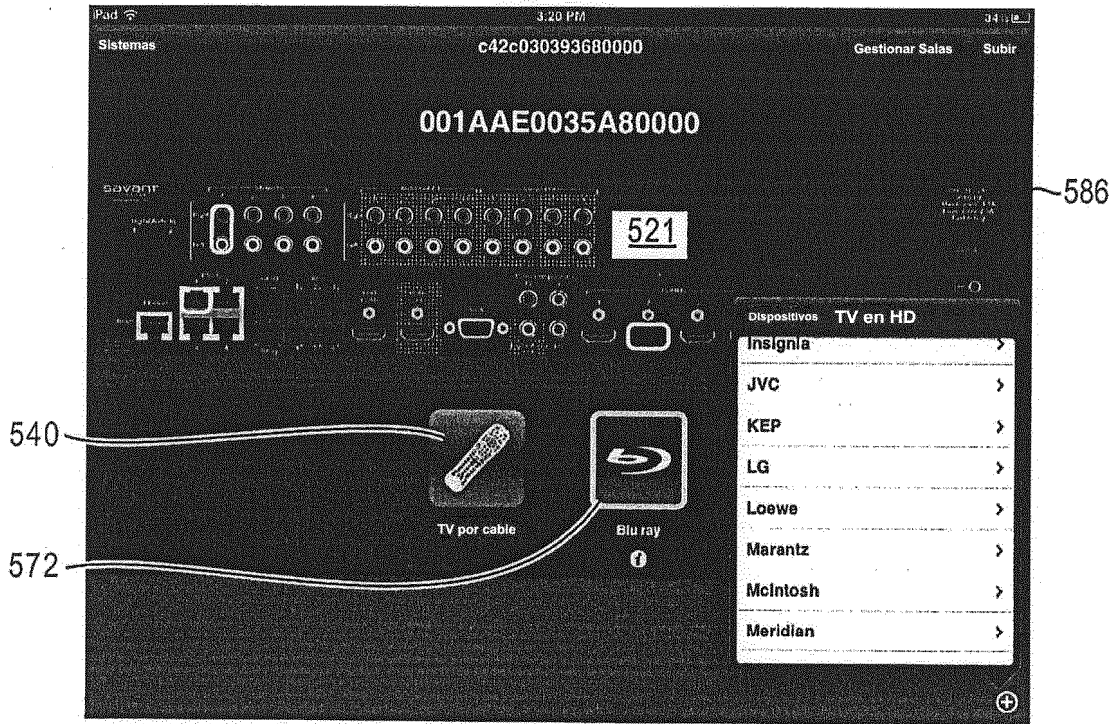 iPad 3:20 PM
Sistemas c42c030393680000 Gestionar Salas Subir
001AAE0035A80000
savant
586
521
Dispositivos TV en HD
Insignia
JVC
KEP
540
LG
Loewe
TV por cable Blu ray
Marantz
572
McIntosh
Meridian